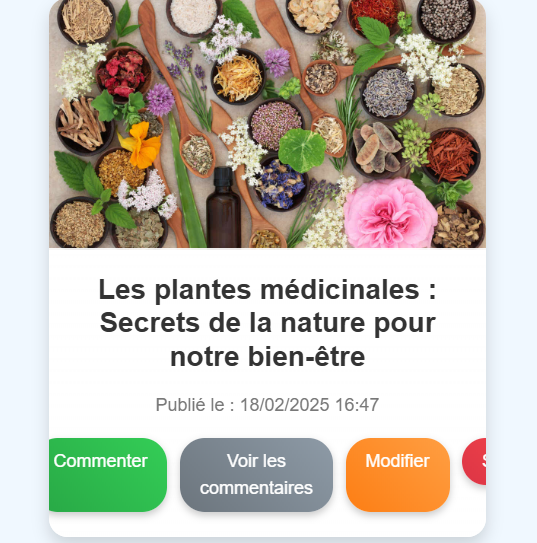 Les plantes médicinales :
Secrets de la nature pour
notre bien-être
Publié le : 18/02/2025 16:47
Commenter
Voir les
commentaires
Modifier